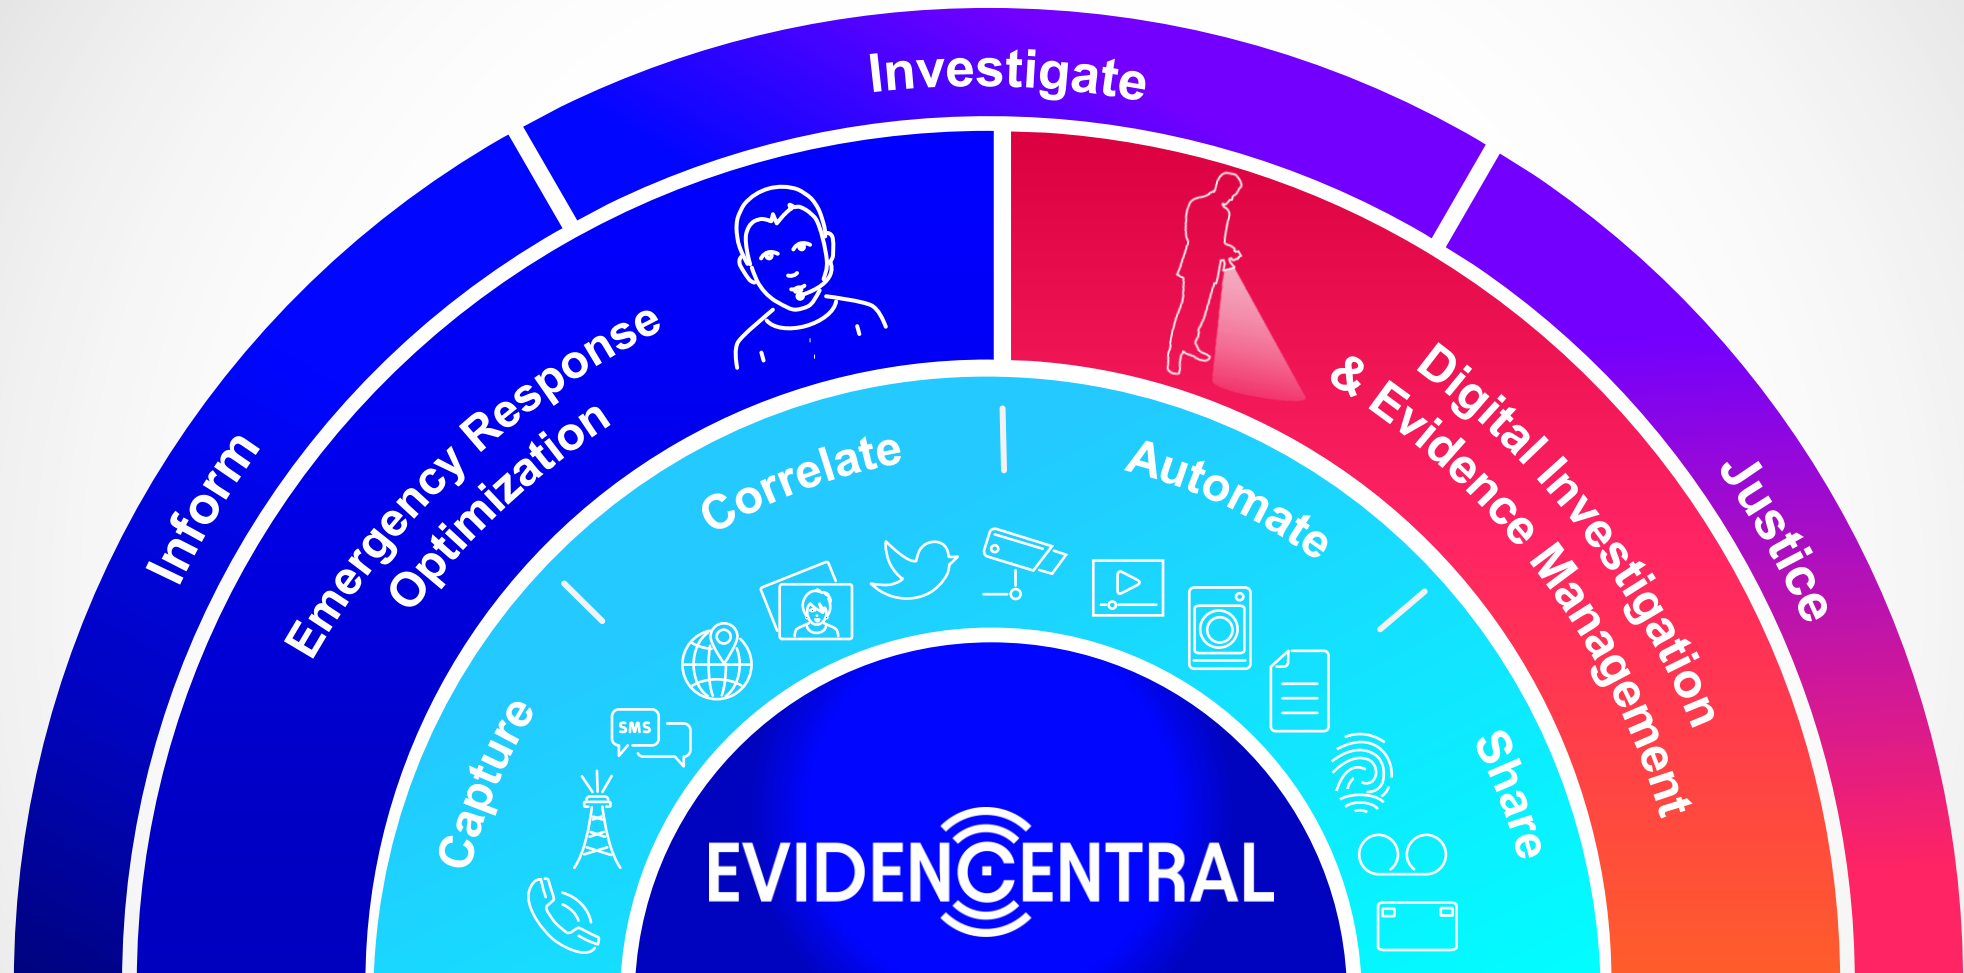 Inform
Investigate
Justice
Emergency Response
Optimization
Digital Investigation
& Evidence Management
Capture
Correlate
Automate
Share
SMS
EVIDENCENTRAL